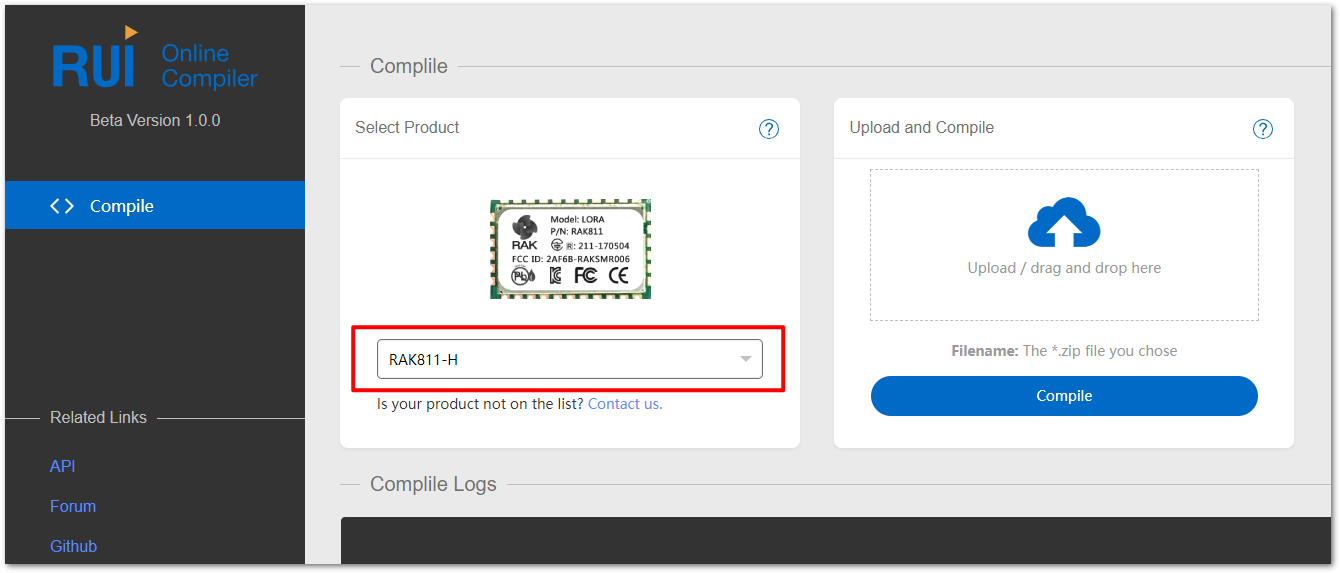 RUI Online
Compiler
Beta Version 1.0.0
Compile
Related Links
API
Forum
Github
Complile
Select Product
?
Model: LORA
P/N: RAK811
RAK
R: 211-170504
FCC ID: 2AF6B-RAKSMR006
Pb FC CE
RAK811-H
Is your product not on the list? Contact us.
Upload and Compile
?
Upload / drag and drop here
Filename: The *.zip file you chose
Compile
Complile Logs